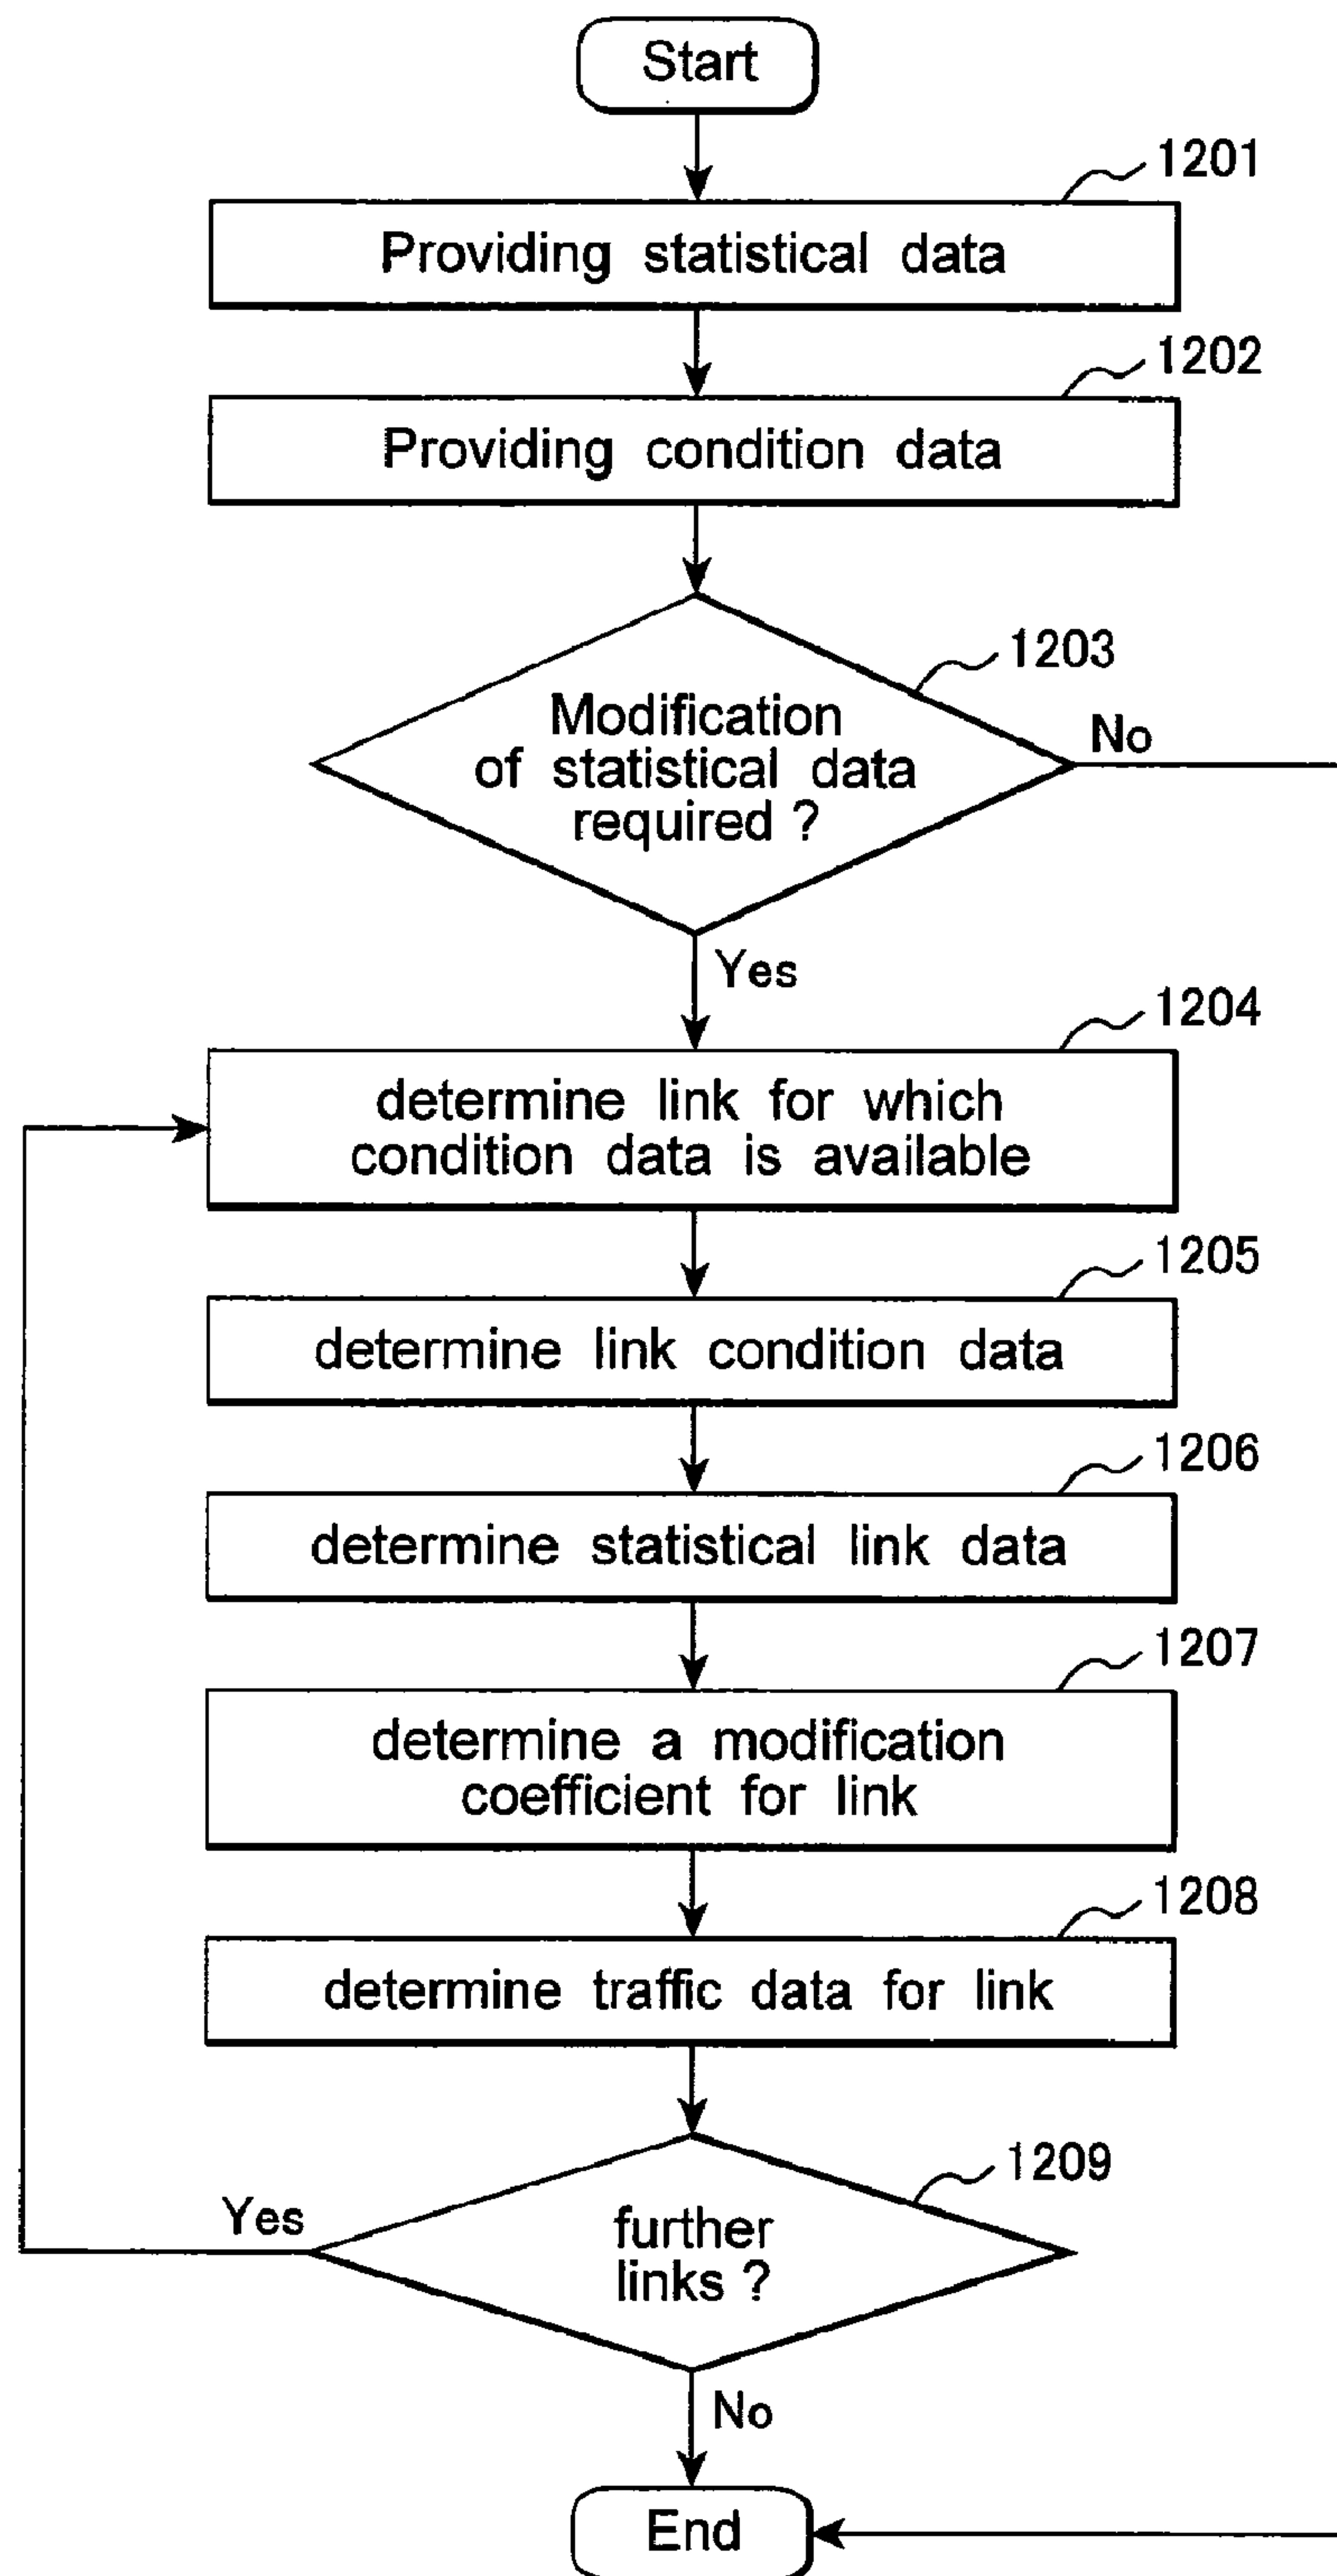 Start
1201
Providing statistical data
1202
Providing condition data
1203
Modification
of statistical data
required ?
No
Yes
1204
determine link for which
condition data is available
1205
determine link condition data
1206
determine statistical link data
1207
determine a modification
coefficient for link
1208
determine traffic data for link
1209
Yes
further
links ?
No
End